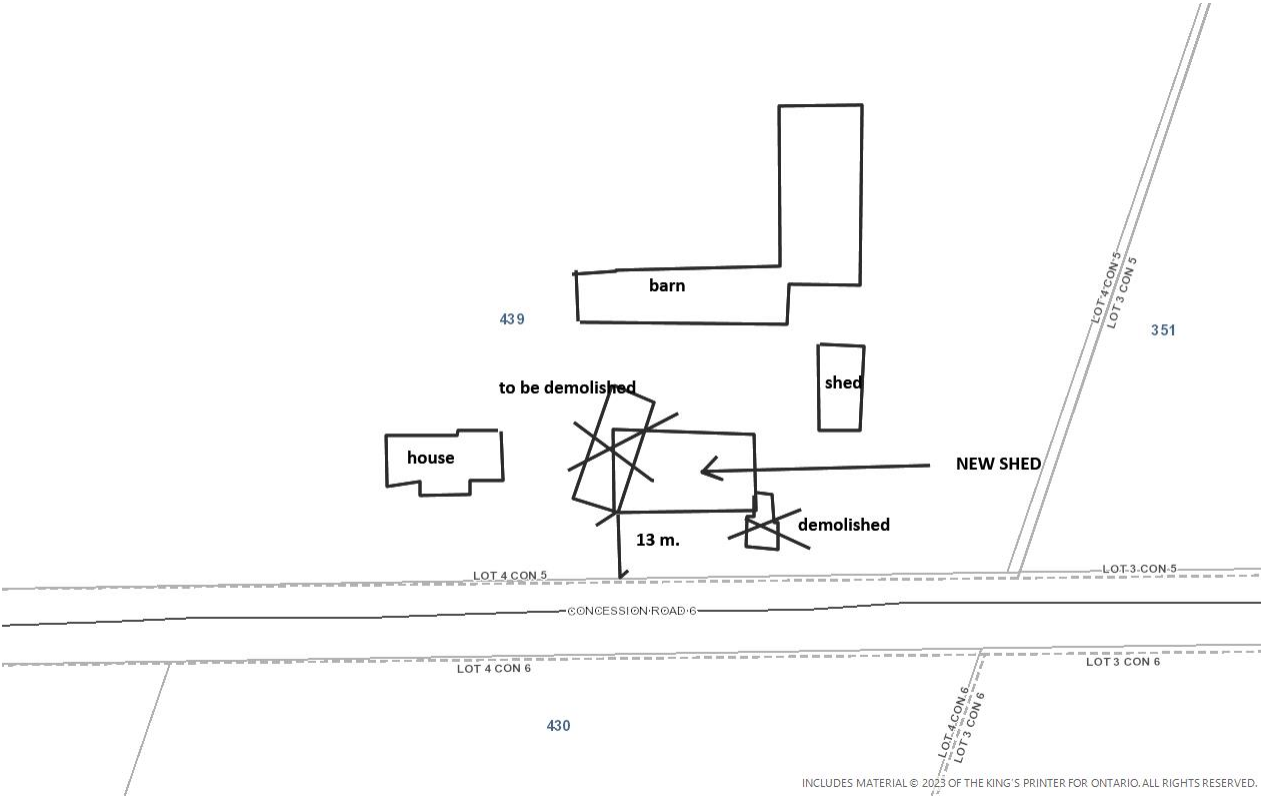 LOT 4 CON 5
LOT 3 CON 5
barn
439
351
to be demolished
shed
house
NEW SHED
demolished
13 m.
LOT 4 CON 5
LOT 3 CON 5
CONCESSION ROAD 6
LOT 4 CON 6
LOT 3 CON 6
LOT 4 CON 6
LOT 3 CON 6
430
INCLUDES MATERIAL © 2023 OF THE KING'S PRINTER FOR ONTARIO. ALL RIGHTS RESERVED.